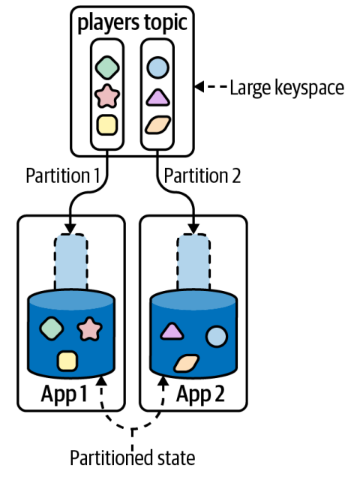 players topic
Large keyspace
Partition 1
Partition 2
App 1
App 2
Partitioned state